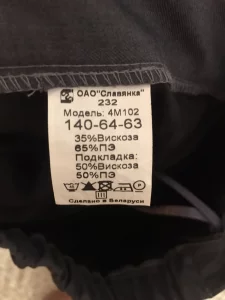 ОАО"Славянка"
232
Модель: 4М102
140-64-63
35%Вискоза
65%ПЭ
Подкладка:
50%Вискоза
50%ПЭ
Сделано в Беларуси